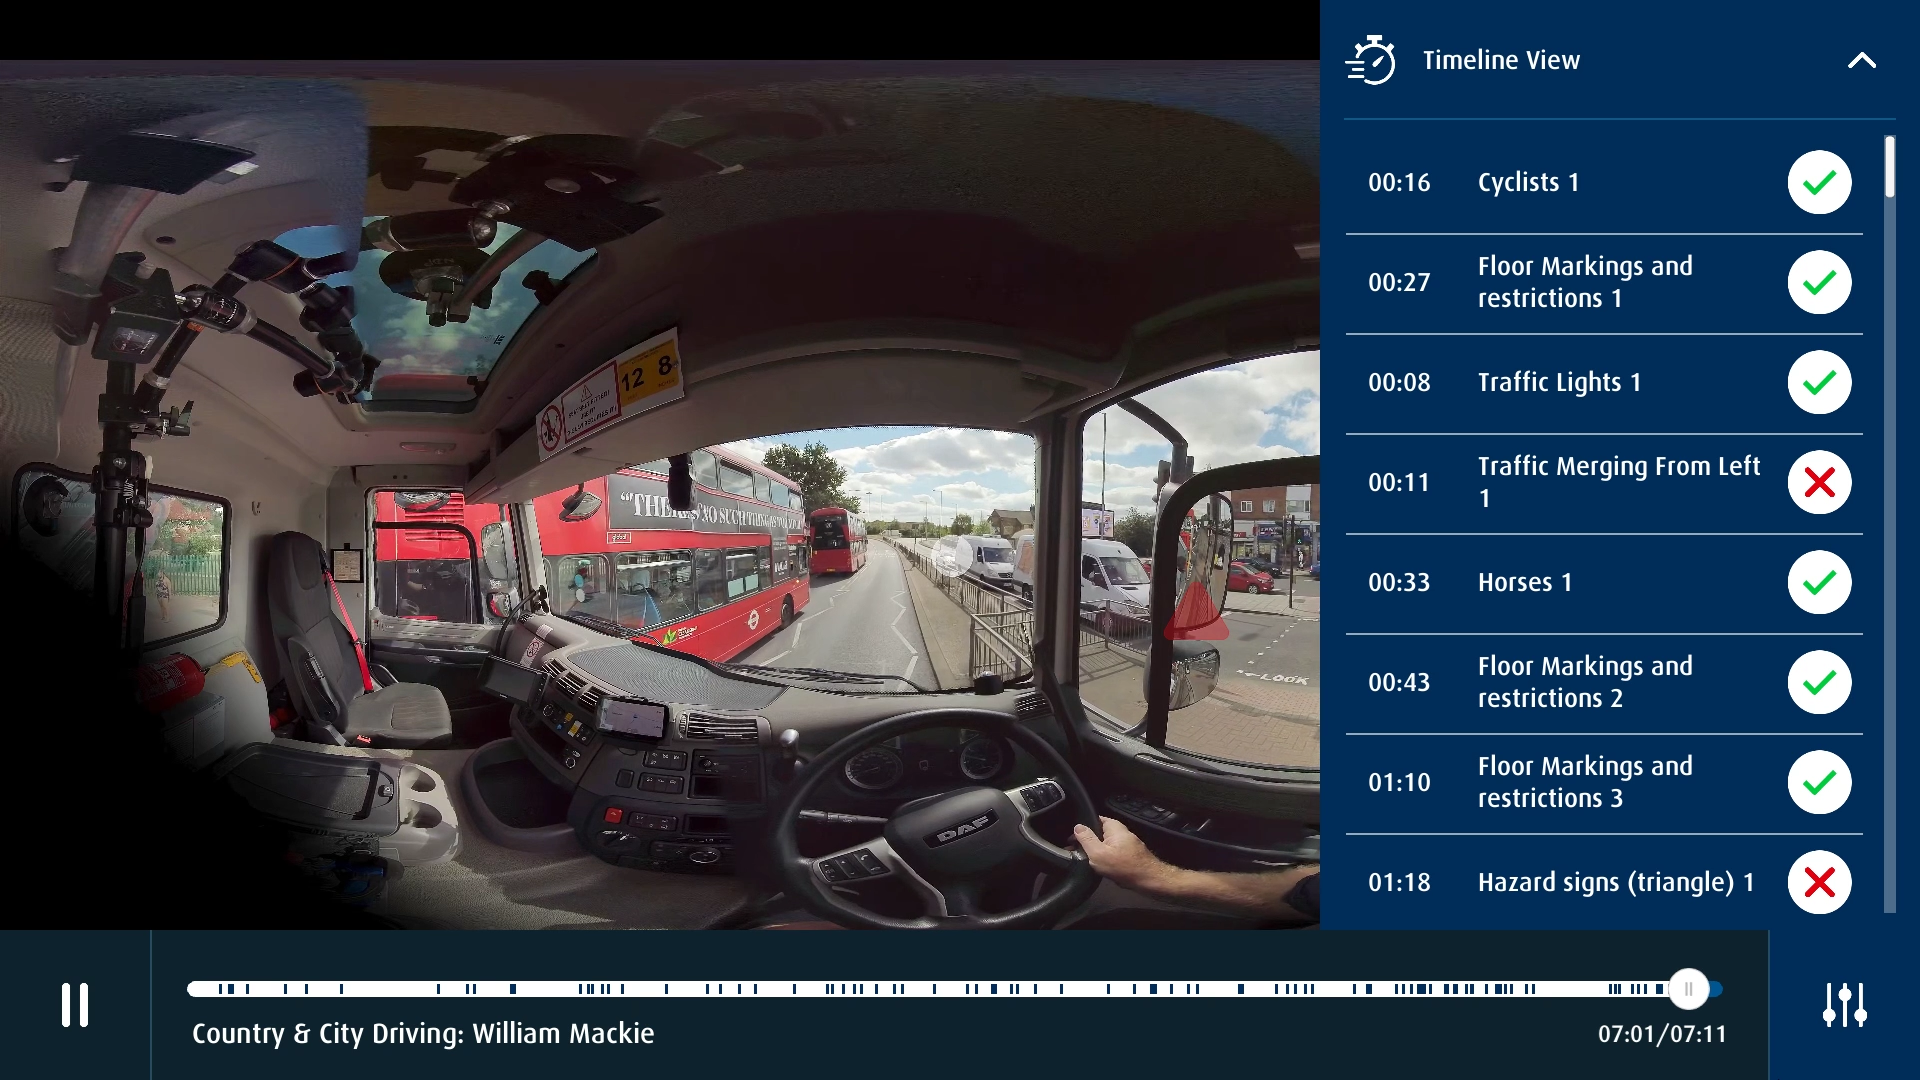 Timeline View
00:16 Cyclists 1
00:27 Floor Markings and
restrictions 1
00:08 Traffic Lights 1
00:11 Traffic Merging From Left
1
00:33 Horses 1
00:43 Floor Markings and
restrictions 2
01:10 Floor Markings and
restrictions 3
01:18 Hazard signs (triangle) 1
12 8
NO SUCH THING
global
LOOK
DAF
Country & City Driving: William Mackie
07:01/07:11